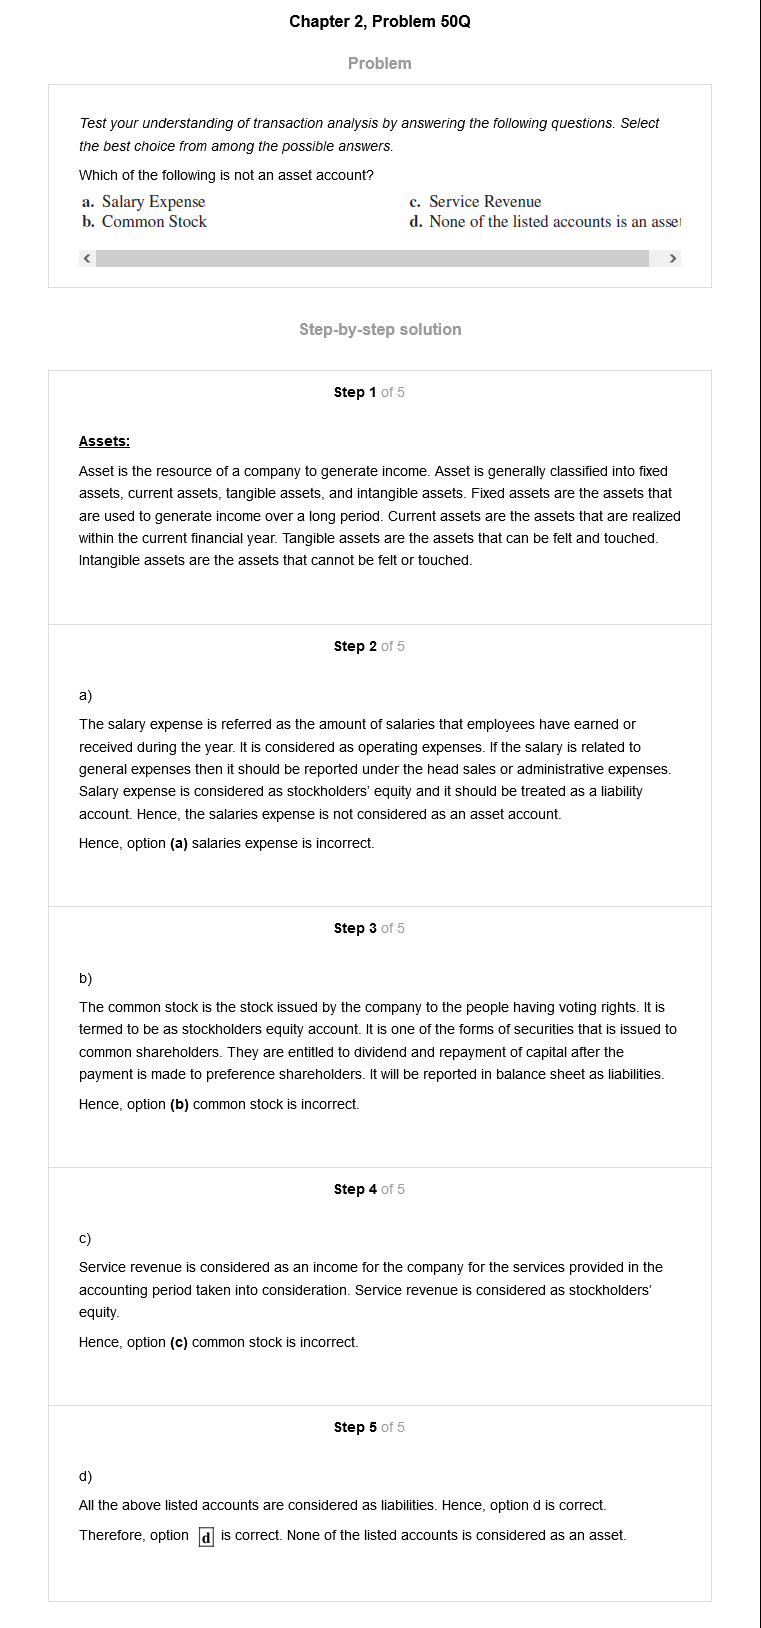 Chapter 2, Problem 50Q
Problem
Test your understanding of transaction analysis by answering the following questions. Select
the best choice from among the possible answers.
Which of the following is not an asset account?
a. Salary Expense
b. Common Stock
c. Service Revenue
d. None of the listed accounts is an asset
Step-by-step solution
Step 1 of 5
Assets:
Asset is the resource of a company to generate income. Asset is generally classified into fixed
assets, current assets, tangible assets, and intangible assets. Fixed assets are the assets that
are used to generate income over a long period. Current assets are the assets that are realized
within the current financial year. Tangible assets are the assets that can be felt and touched.
Intangible assets are the assets that cannot be felt or touched.
Step 2 of 5
a)
The salary expense is referred as the amount of salaries that employees have earned or
received during the year. It is considered as operating expenses. If the salary is related to
general expenses then it should be reported under the head sales or administrative expenses.
Salary expense is considered as stockholders' equity and it should be treated as a liability
account. Hence, the salaries expense is not considered as an asset account.
Hence, option (a) salaries expense is incorrect.
Step 3 of 5
b)
The common stock is the stock issued by the company to the people having voting rights. It is
termed to be as stockholders equity account. It is one of the forms of securities that is issued to
common shareholders. They are entitled to dividend and repayment of capital after the
payment is made to preference shareholders. It will be reported in balance sheet as liabilities.
Hence, option (b) common stock is incorrect.
Step 4 of 5
c)
Service revenue is considered as an income for the company for the services provided in the
accounting period taken into consideration. Service revenue is considered as stockholders'
equity.
Hence, option (c) common stock is incorrect.
Step 5 of 5
d)
All the above listed accounts are considered as liabilities. Hence, option d is correct.
Therefore, option d is correct. None of the listed accounts is considered as an asset.